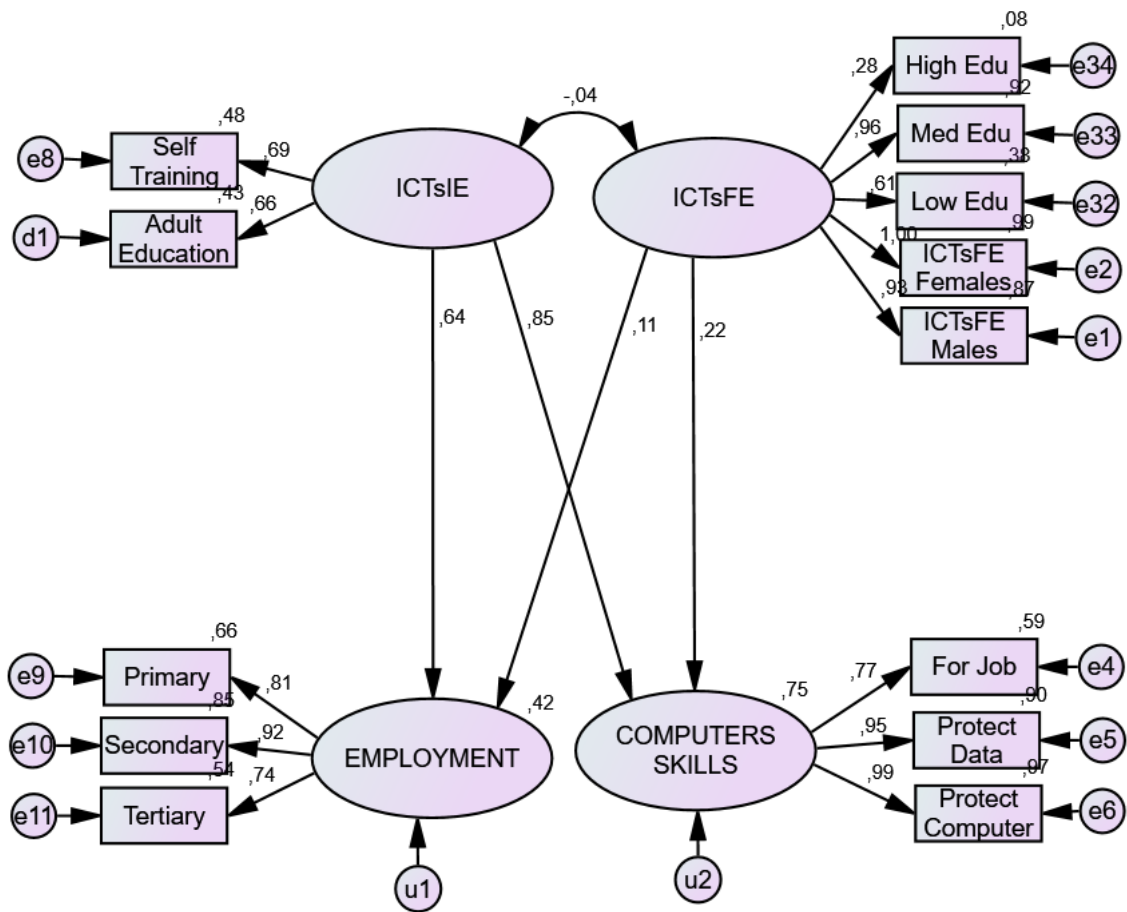 ,08
,28
High Edu
e34
-,04
,92
,48
,96
Med Edu
e33
e8
Self
Training
,69
,38
ICTsIE
ICTsFE
,61
Low Edu
e32
,43
,66
,99
d1
Adult
Education
1,00
ICTsFE
Females
e2
,87
,93
ICTsFE
Males
e1
,64
,85
,11
,22
,66
,59
e9
Primary
,81
,77
For Job
e4
,85
,42
,75
,90
e10
Secondary
,92
EMPLOYMENT
COMPUTERS
SKILLS
,95
Protect
Data
e5
,54
,74
,99
,97
e11
Tertiary
Protect
Computer
e6
u1
u2